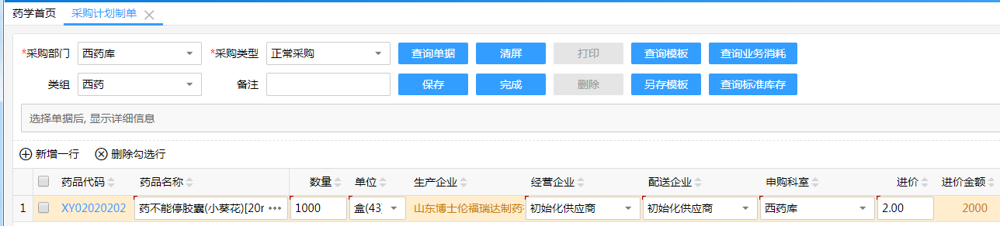 药学首页 采购计划制单
*采购部门 西药库 *采购类型 正常采购 查询单据 清屏 打印 查询模板 查询业务消耗
类组 西药 备注 保存 完成 删除 另存模板 查询标准库存
选择单据后, 显示详细信息
新增一行 删除勾选行
药品代码 药品名称 数量 单位 生产企业 经营企业 配送企业 申购科室 进价 进价金额
1 XY02020202 药不能停胶囊(小葵花)[20m 1000 盒(43) 山东博士伦福瑞达制药 初始化供应商 初始化供应商 西药库 2.00 2000